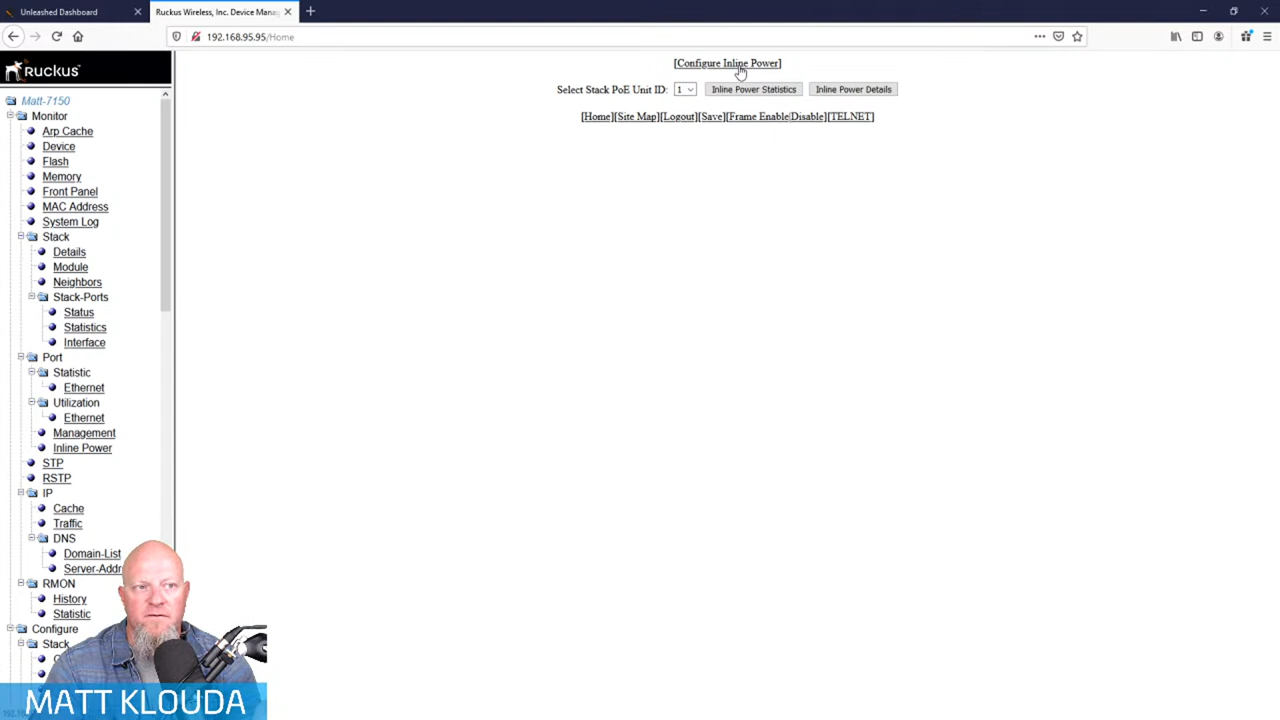 Unleashed Dashboard
Ruckus Wireless, Inc. Device Mana
192.168.95.95/Home
Ruckus
Matt-7150
Monitor
Arp Cache
Device
Flash
Memory
Front Panel
MAC Address
System Log
Stack
Details
Module
Neighbors
Stack-Ports
Status
Statistics
Interface
Port
Statistic
Ethernet
Utilization
Ethernet
Management
Inline Power
STP
RSTP
IP
Cache
Traffic
DNS
Domain-List
Server-Addr
RMON
History
Statistic
Configure
Stack
[Configure Inline Power]
Select Stack PoE Unit ID: 1 Inline Power Statistics Inline Power Details
[Home][Site Map][Logout][Save][Frame Enable|Disable][TELNET]
MATT KLOUDA